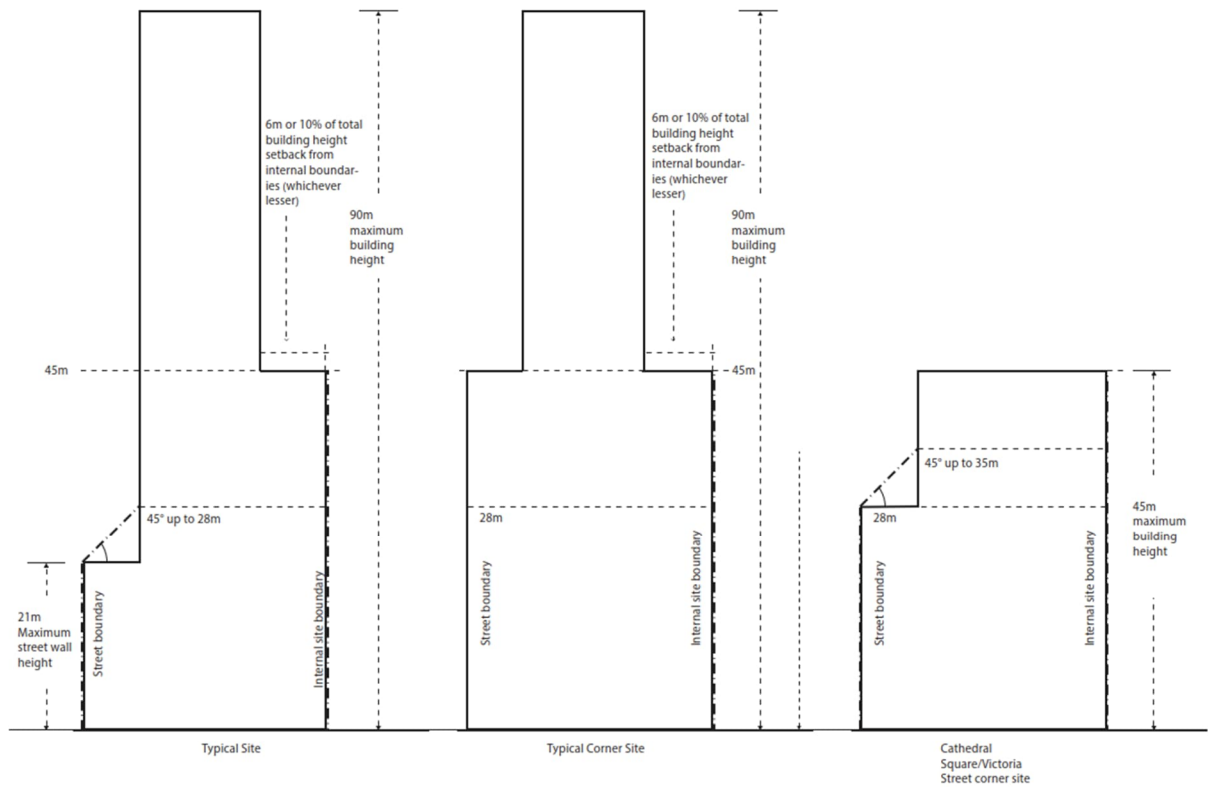 6m or 10% of total
building height
setback from
internal boundar-
ies (whichever
lesser)
90m
maximum
building
height
45m
45° up to 28m
21m
Maximum
street wall
height
Street boundary
Internal site boundary
Typical Site
6m or 10% of total
building height
setback from
internal boundar-
ies (whichever
lesser)
90m
maximum
building
height
45m
28m
Street boundary
Internal site boundary
Typical Corner Site
45° up to 35m
28m
45m
maximum
building
height
Street boundary
Internal site boundary
Cathedral
Square/Victoria
Street corner site